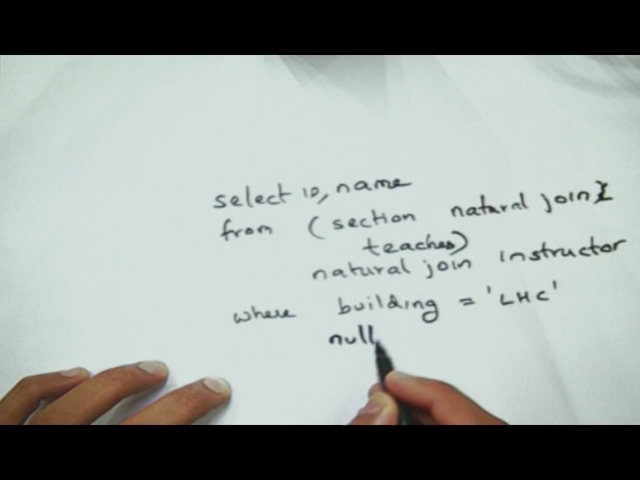 select ID, name
from (section natural join
teaches)
natural join instructor
where building = 'LHC'
null